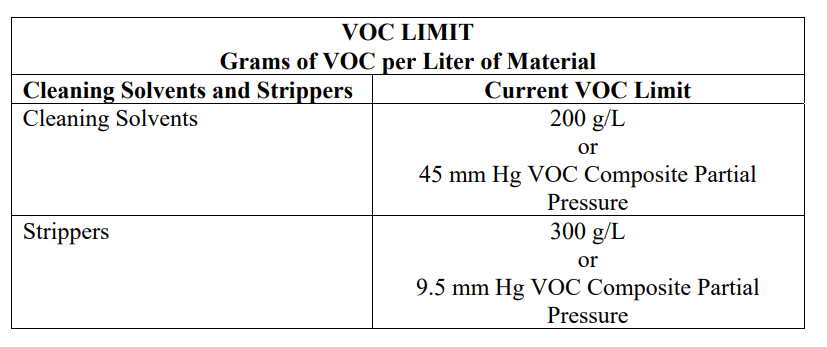 VOC LIMIT
Grams of VOC per Liter of Material
Cleaning Solvents and Strippers
Current VOC Limit
Cleaning Solvents
200 g/L
or
45 mm Hg VOC Composite Partial
Pressure
Strippers
300 g/L
or
9.5 mm Hg VOC Composite Partial
Pressure